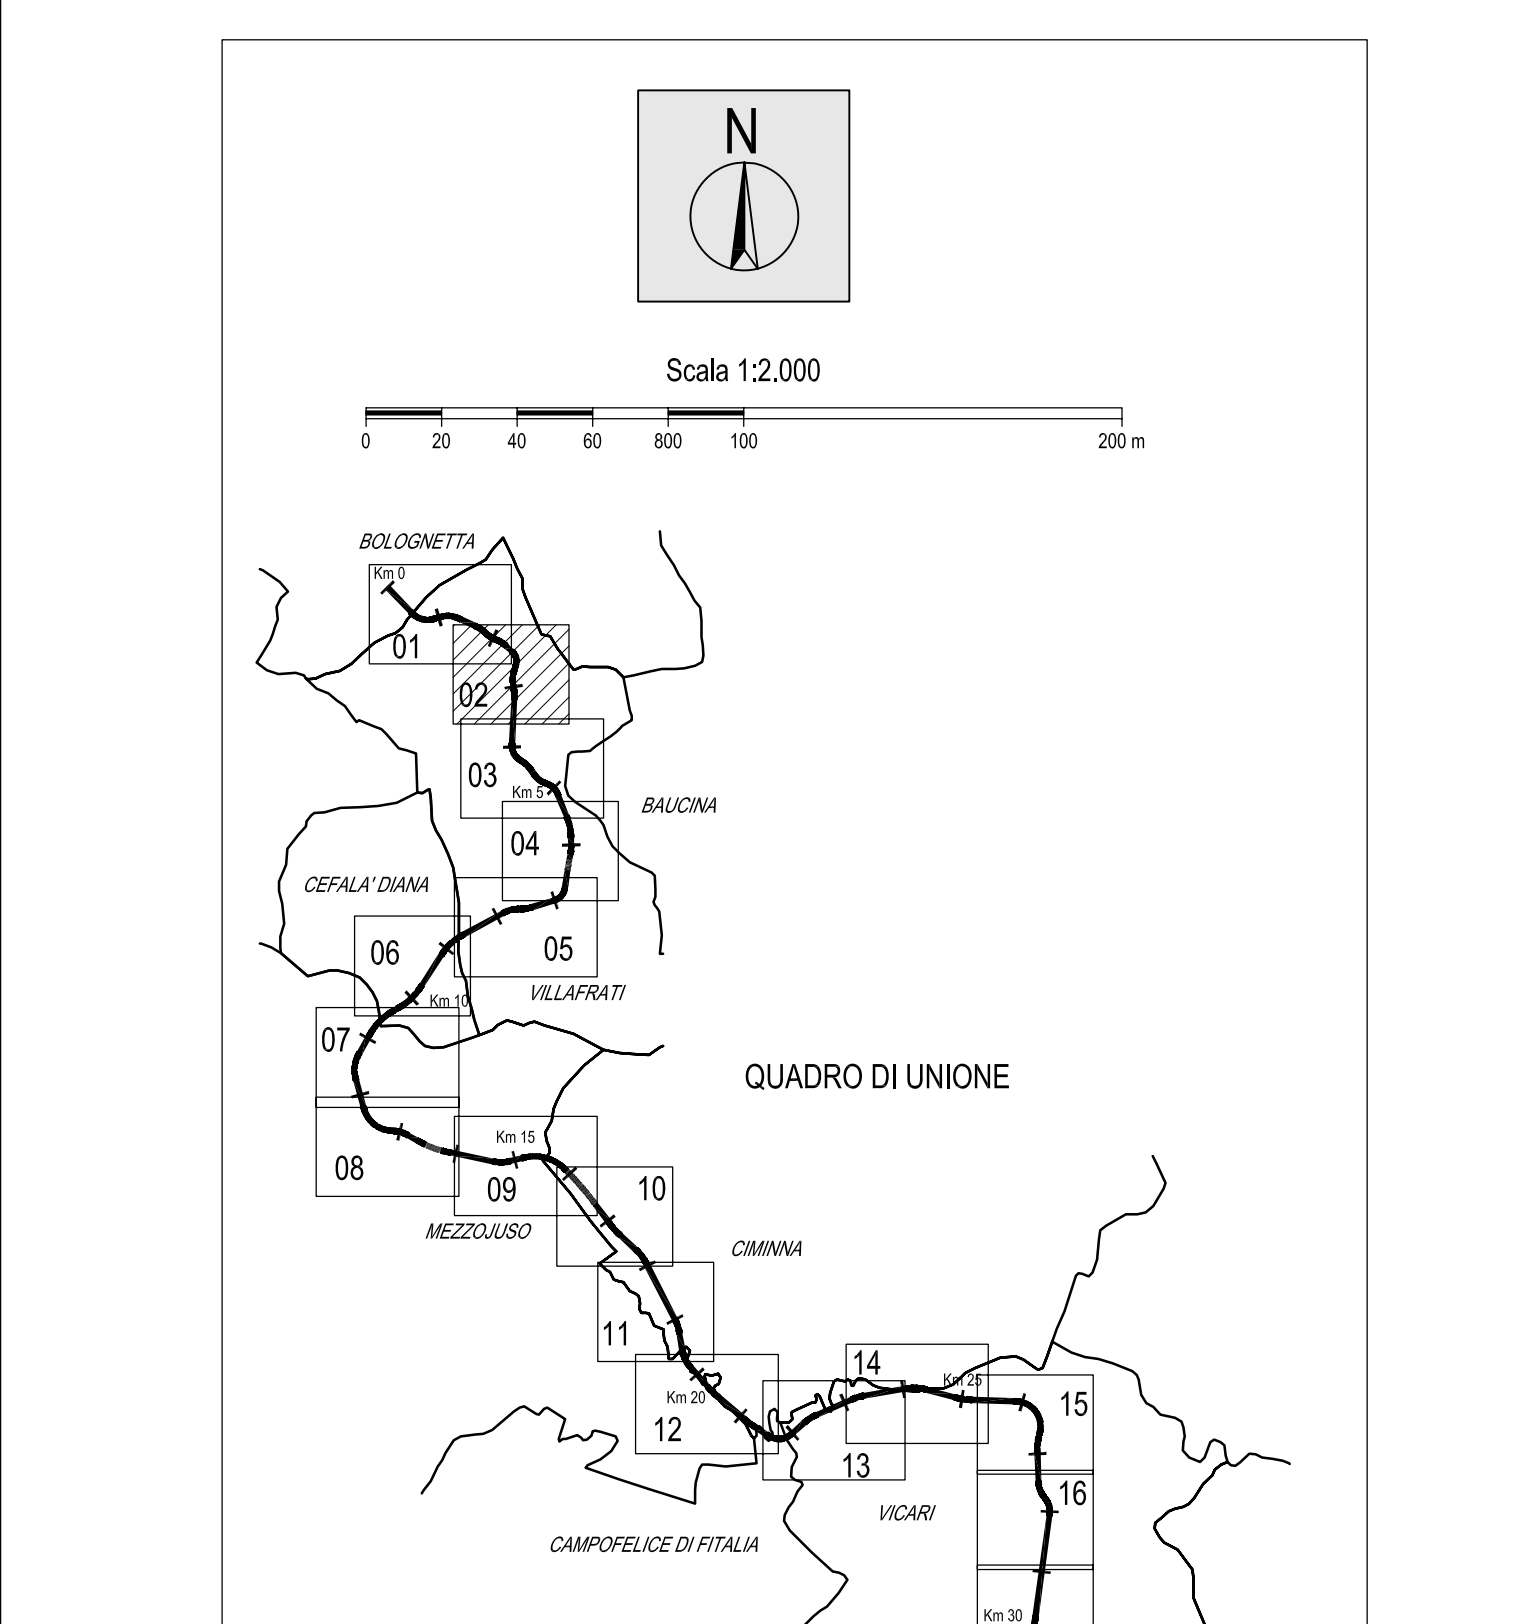 N
Scala 1:2.000
0 20 40 60 800 100 200 m
BOLOGNETTA
Km 0
01
02
03
Km 5
BAUCINA
04
CEFALA' DIANA
05
06
VILLAFRATI
Km 10
07
QUADRO DI UNIONE
Km 15
08
09
10
MEZZOJUSO
CIMINNA
11
14
Km 25
Km 20
15
12
13
16
VICARI
CAMPOFELICE DI FITALIA
Km 30